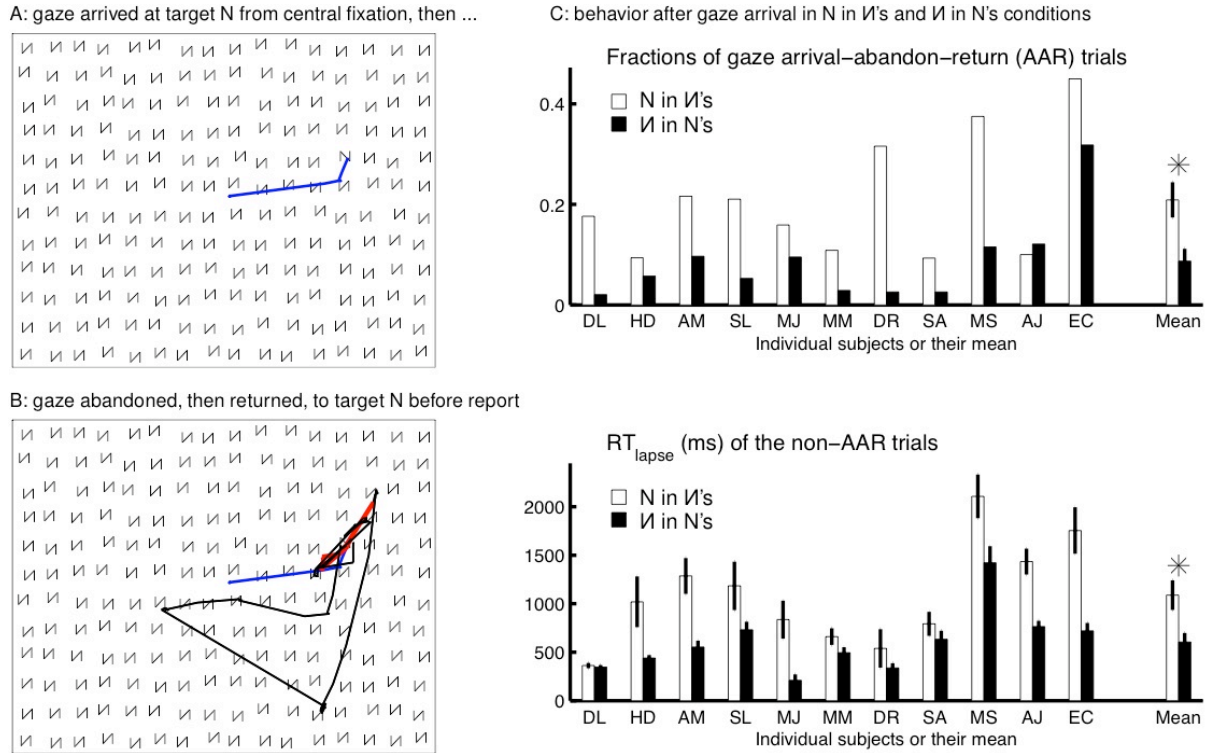 A: gaze arrived at target N from central fixation, then ...
B: gaze abandoned, then returned, to target N before report
C: behavior after gaze arrival in N in И's and И in N's conditions
Fractions of gaze arrival−abandon−return (AAR) trials
N in И's
И in N's
0.4
0.2
0
DL HD AM SL MJ MM DR SA MS AJ EC Mean
Individual subjects or their mean
RTlapse (ms) of the non−AAR trials
N in И's
И in N's
2000
1500
1000
500
0
DL HD AM SL MJ MM DR SA MS AJ EC Mean
Individual subjects or their mean